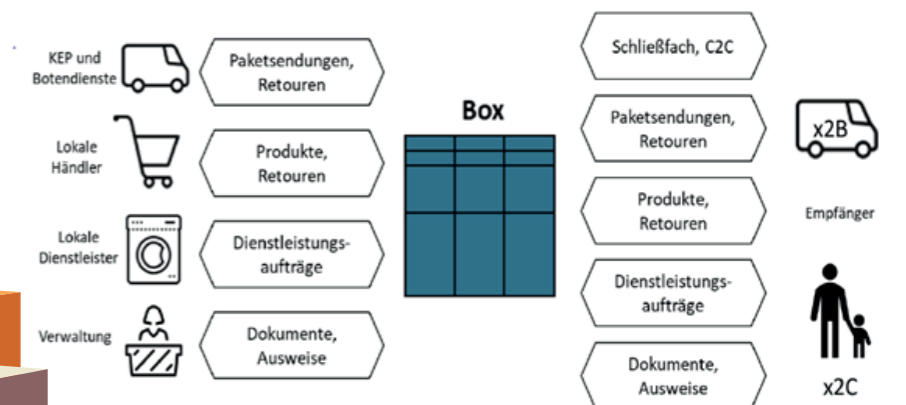 KEP und
Botendienste
Paketsendungen,
Retouren
Lokale
Händler
Produkte,
Retouren
Lokale
Dienstleister
Dienstleistungs-
aufträge
Verwaltung
Dokumente,
Ausweise
Box
Schließfach, C2C
Paketsendungen,
Retouren
Produkte,
Retouren
Dienstleistungs-
aufträge
Dokumente,
Ausweise
x2B
Empfänger
x2C